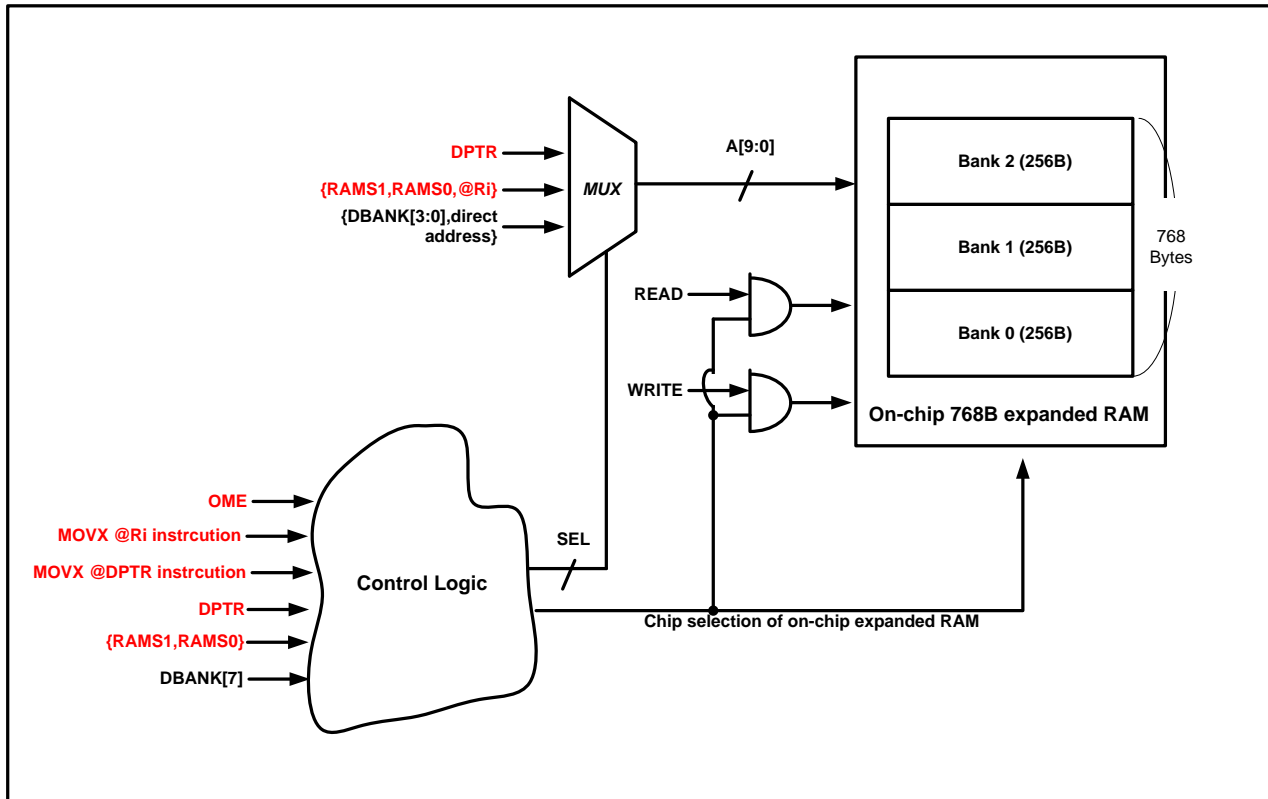 DPTR
{RAMS1,RAMS0,@Ri}
{DBANK[3:0],direct
address}
MUX
A[9:0]
Bank 2 (256B)
Bank 1 (256B)
Bank 0 (256B)
768
Bytes
READ
WRITE
On-chip 768B expanded RAM
OME
MOVX @Ri instrcution
MOVX @DPTR instrcution
DPTR
{RAMS1,RAMS0}
DBANK[7]
Control Logic
SEL
Chip selection of on-chip expanded RAM